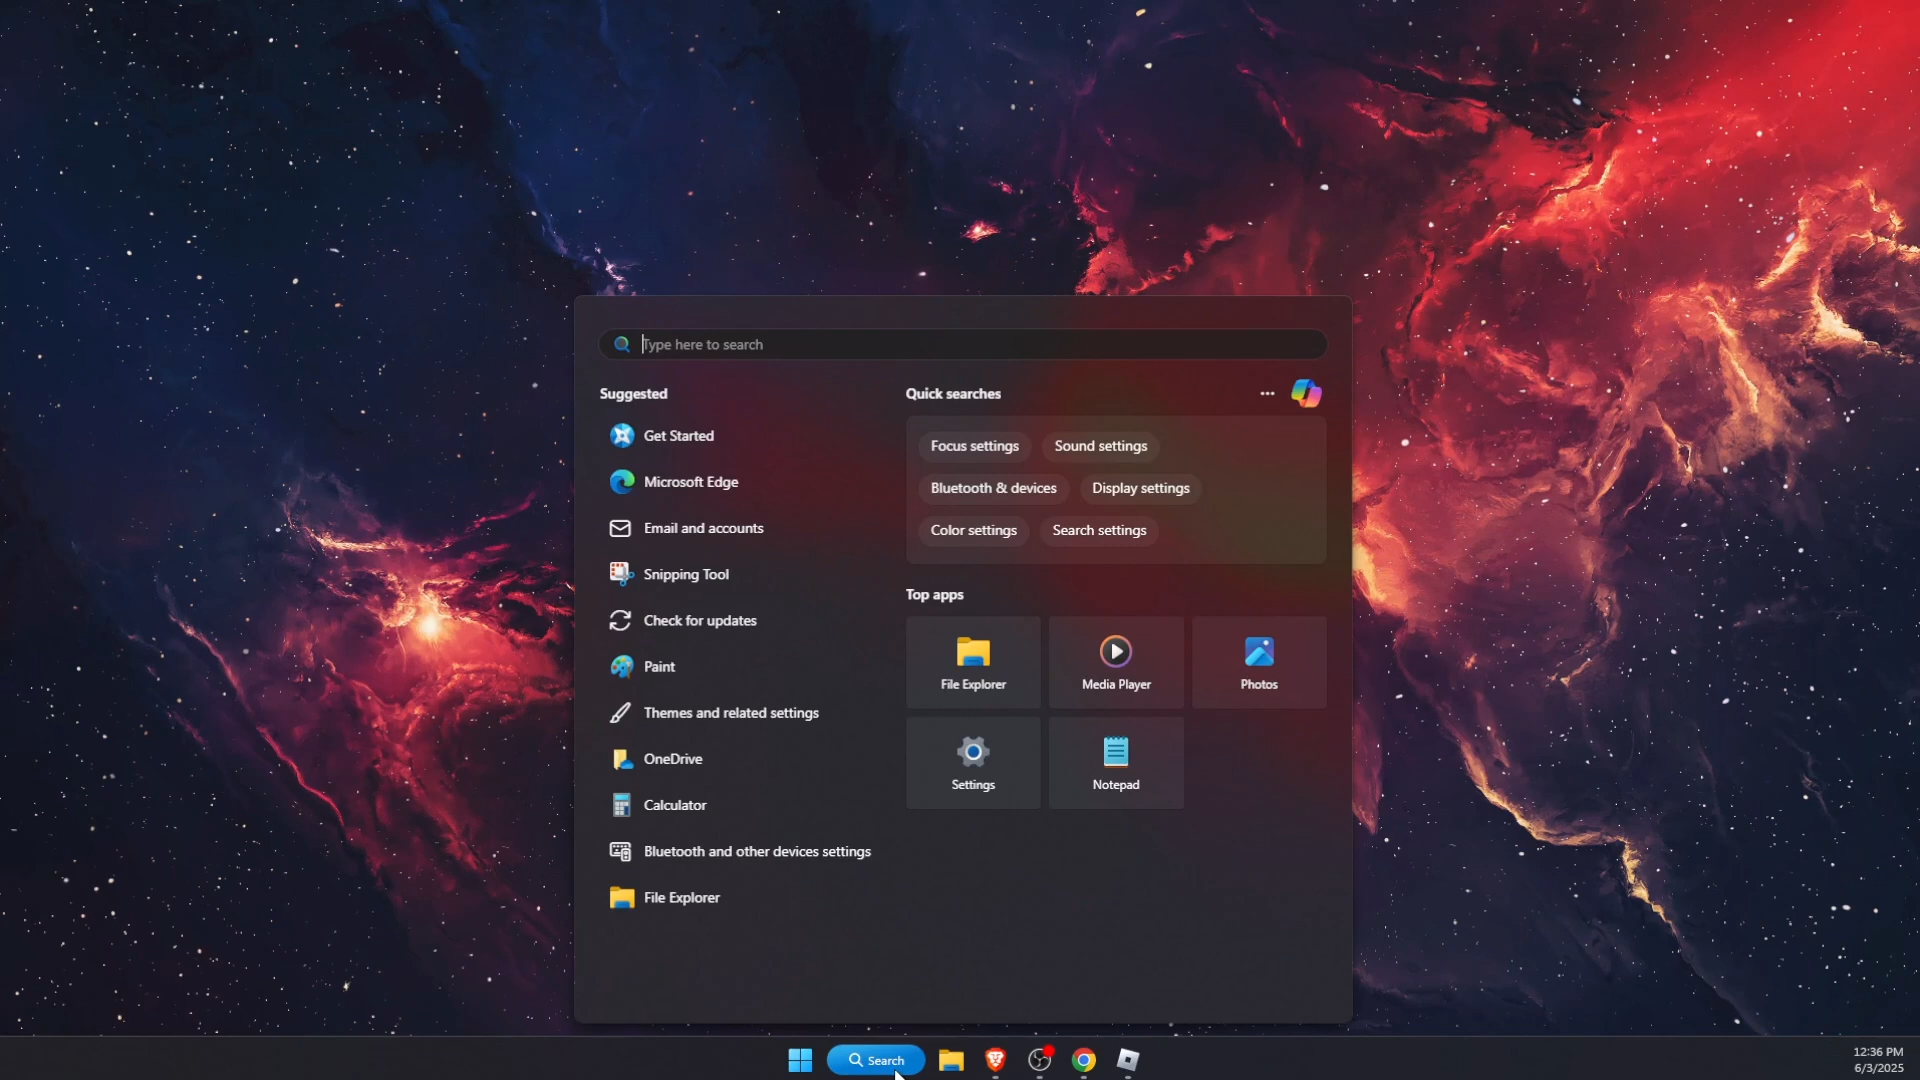 Type here to search
Suggested
Get Started
Microsoft Edge
Email and accounts
Snipping Tool
Check for updates
Paint
Themes and related settings
OneDrive
Calculator
Bluetooth and other devices settings
File Explorer
Quick searches
Focus settings
Sound settings
Bluetooth & devices
Display settings
Color settings
Search settings
Top apps
File Explorer
Media Player
Photos
Settings
Notepad
Search
12:36 PM
6/3/2025